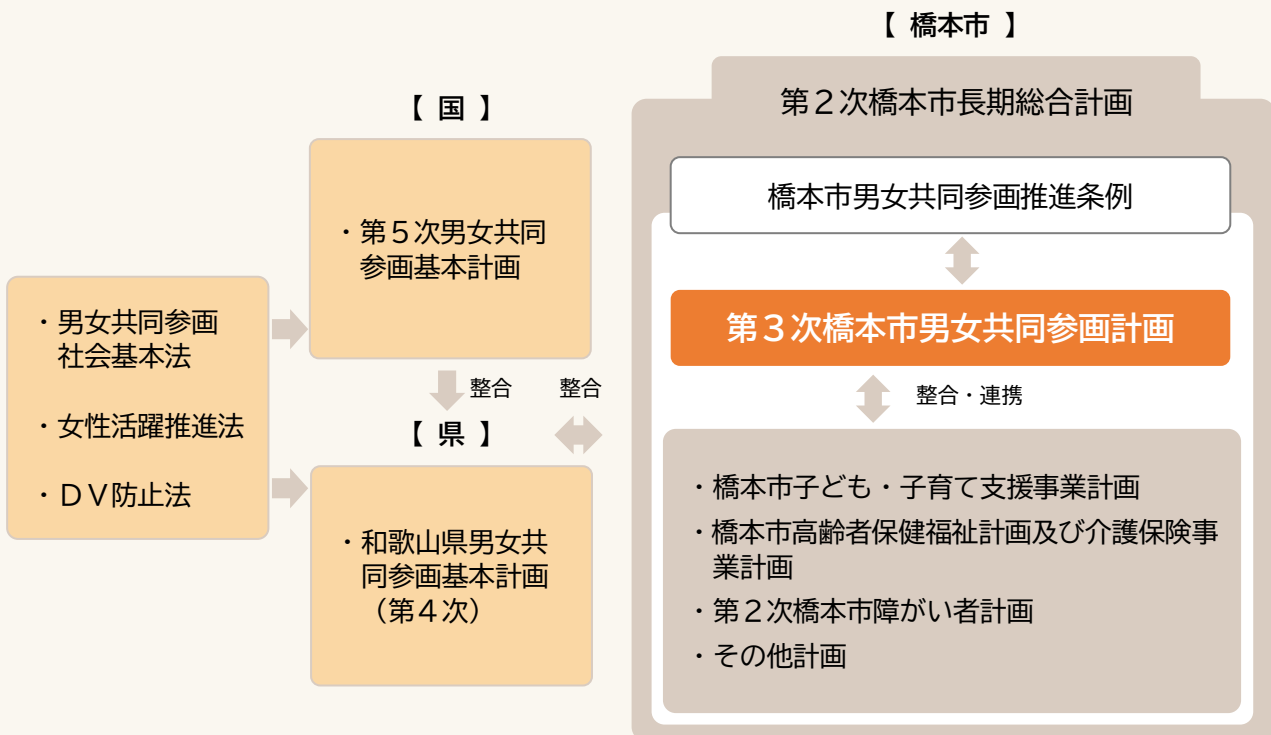 ・男女共同参画
社会基本法
・女性活躍推進法
・ＤＶ防止法
【 国 】
・第５次男女共同
参画基本計画
整合
整合
【 県 】
・和歌山県男女共
同参画基本計画
（第４次）
【 橋本市 】
第２次橋本市長期総合計画
橋本市男女共同参画推進条例
第３次橋本市男女共同参画計画
整合・連携
・橋本市子ども・子育て支援事業計画
・橋本市高齢者保健福祉計画及び介護保険事
業計画
・第２次橋本市障がい者計画
・その他計画